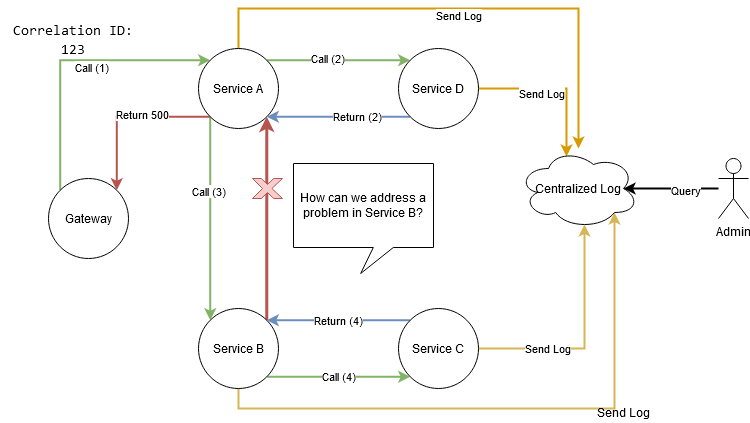 Correlation ID:
123
Send Log
Call (1)
Call (2)
Service A
Service D
Send Log
Return 500
Return (2)
Call (3)
How can we address a
problem in Service B?
Centralized Log
Query
Gateway
Admin
Return (4)
Service B
Service C
Send Log
Call (4)
Send Log